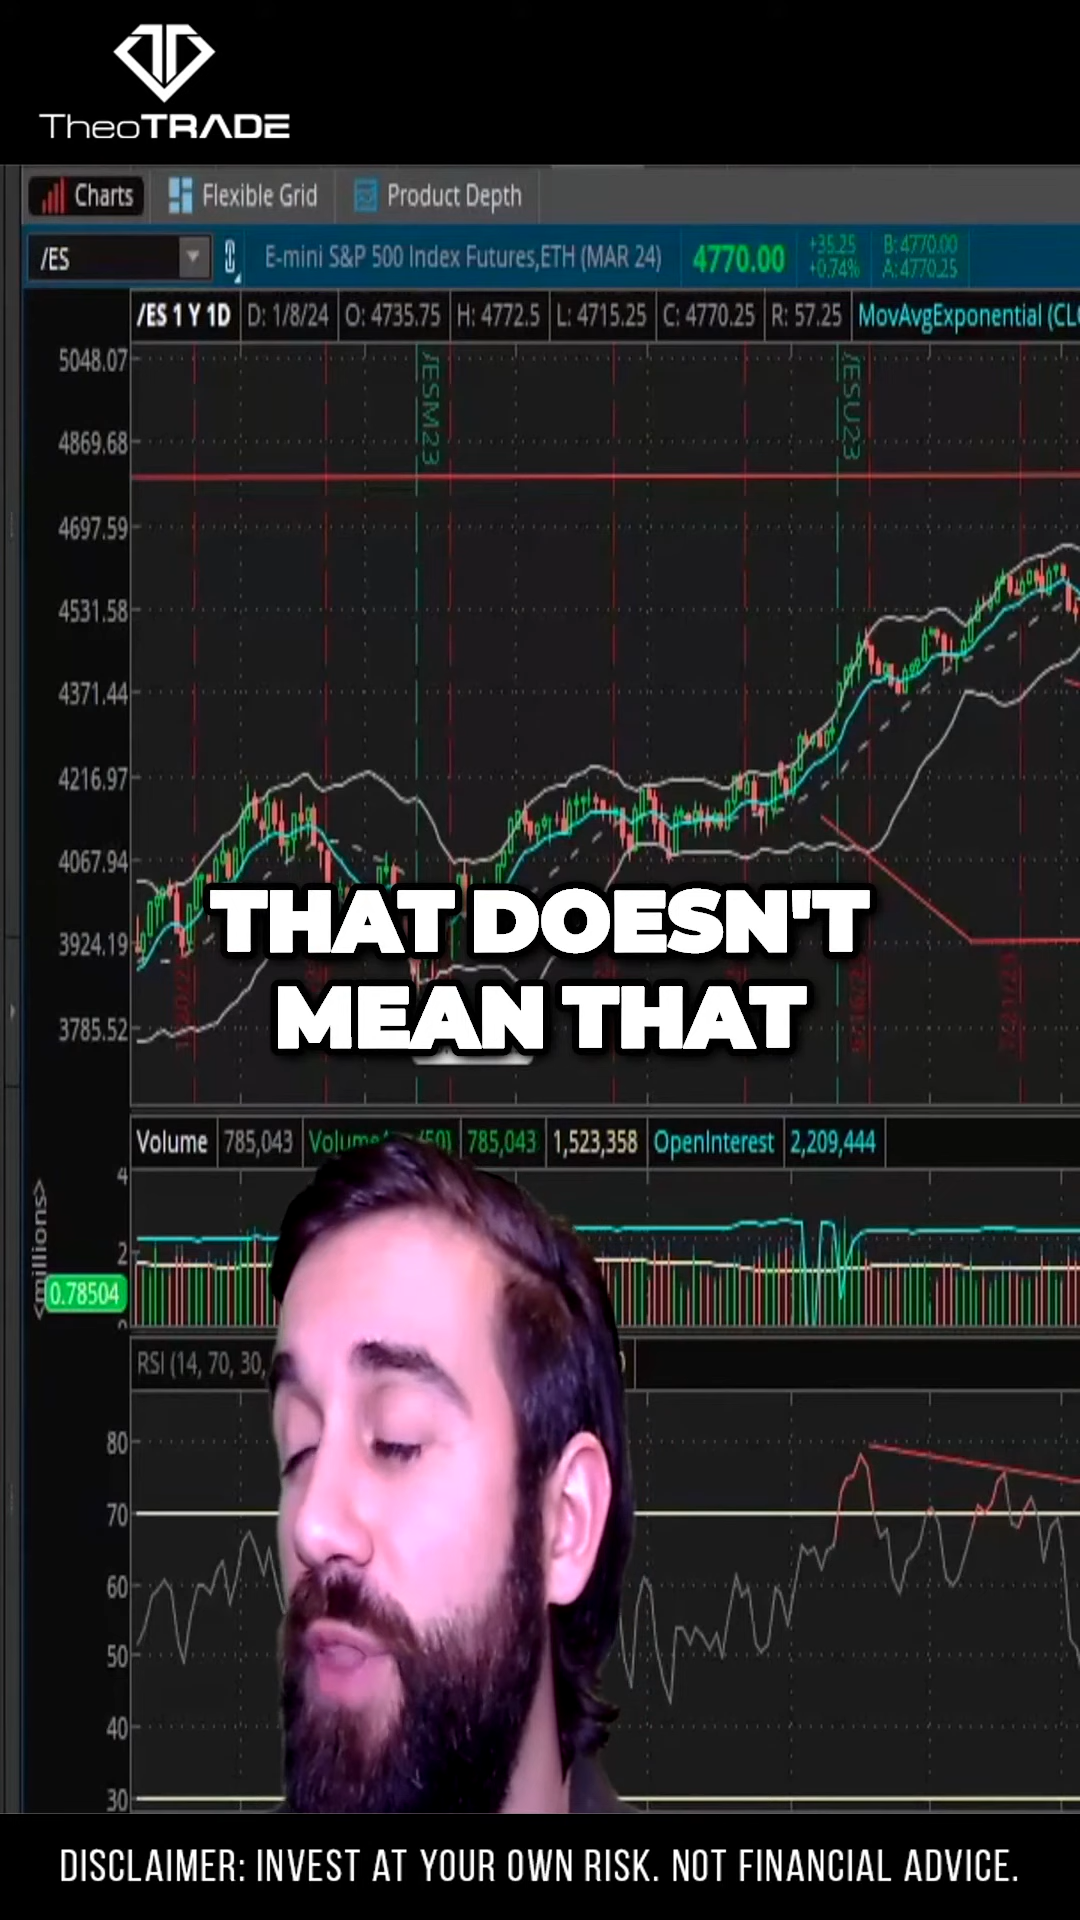 TheoTRADE
Charts
Flexible Grid
Product Depth
/ES
E-mini S&P 500 Index Futures,ETH (MAR 24)
4770.00
+35.25
+0.74%
B: 4770.00
A: 4770.25
/ES 1 Y 1D
D: 1/8/24
O: 4735.75
H: 4772.5
L: 4715.25
C: 4770.25
R: 57.25
MovAvgExponential (CL
5048.07
4869.68
4697.59
4531.58
4371.44
4216.97
4067.94
3924.19
3785.52
/ESM23
/ESU23
THAT DOESN'T
MEAN THAT
Volume
785,043
785,043
1,523,358
OpenInterest
2,209,444
4
2
<millions>
0.78504
RSI (14, 70, 30,
80
70
60
50
40
30
DISCLAIMER: INVEST AT YOUR OWN RISK. NOT FINANCIAL ADVICE.